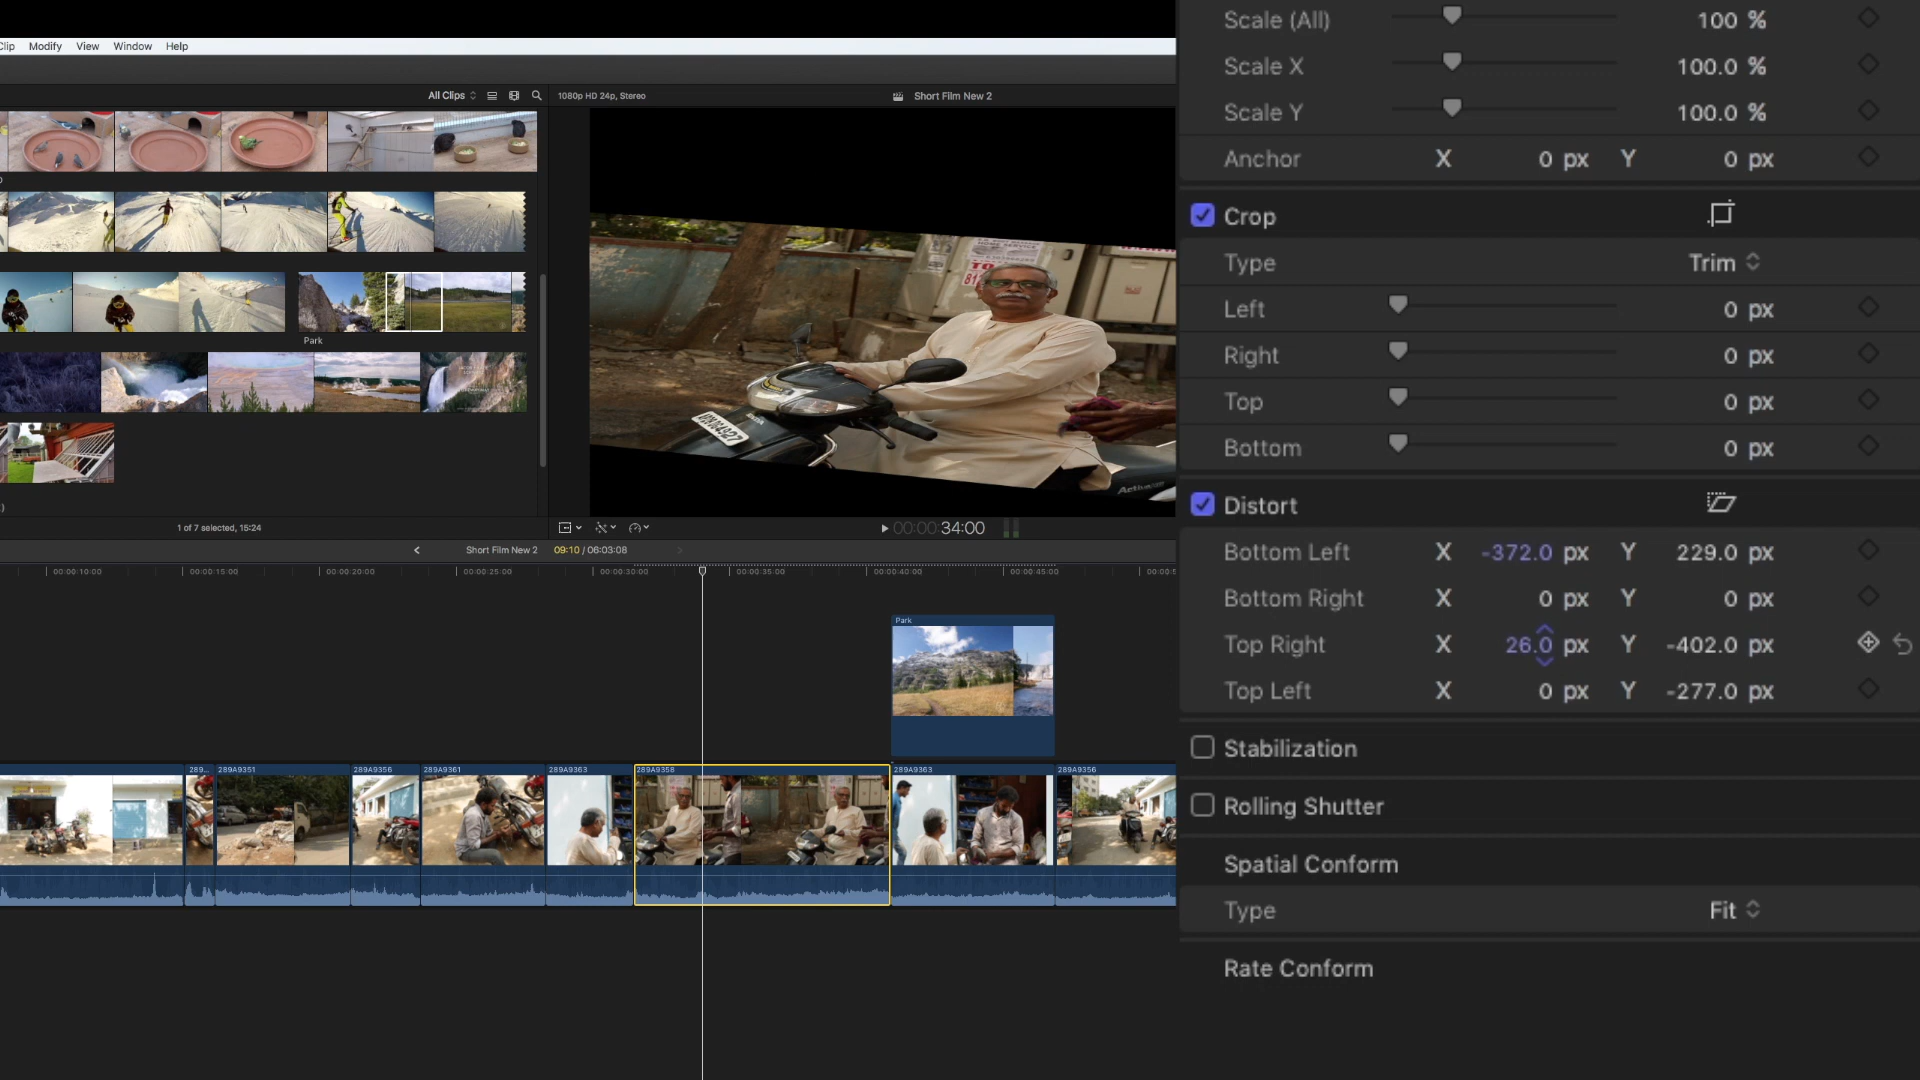 Clip Modify View Window Help
All Clips
1080p HD 24p, Stereo
Short Film New 2
Park
1 of 7 selected, 15:24
00:00:00:34:00
Short Film New 2
09:10 / 06:03:08
00:00:10:00
00:00:15:00
00:00:20:00
00:00:25:00
00:00:30:00
00:00:35:00
00:00:40:00
00:00:45:00
Park
289...
289A9351
289A9356
289A9361
289A9363
289A9358
289A9363
289A9356
Scale (All) 100 %
Scale X 100.0 %
Scale Y 100.0 %
Anchor X 0 px Y 0 px
Crop
Type Trim
Left 0 px
Right 0 px
Top 0 px
Bottom 0 px
Distort
Bottom Left X -372.0 px Y 229.0 px
Bottom Right X 0 px Y 0 px
Top Right X 26.0 px Y -402.0 px
Top Left X 0 px Y -277.0 px
Stabilization
Rolling Shutter
Spatial Conform
Type Fit
Rate Conform